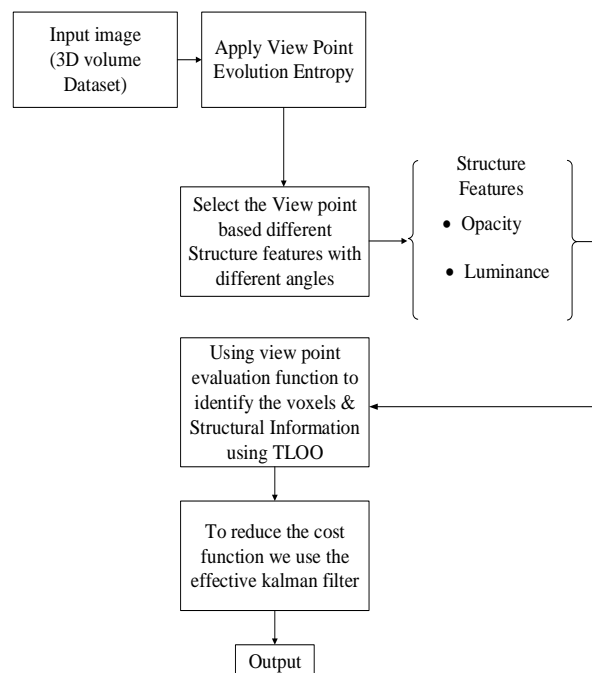 Input image
(3D volume
Dataset)
Apply View Point
Evolution Entropy
Select the View point
based different
Structure features with
different angles
Structure
Features
• Opacity
• Luminance
Using view point
evaluation function to
identify the voxels &
Structural Information
using TLOO
To reduce the cost
function we use the
effective kalman filter
Output